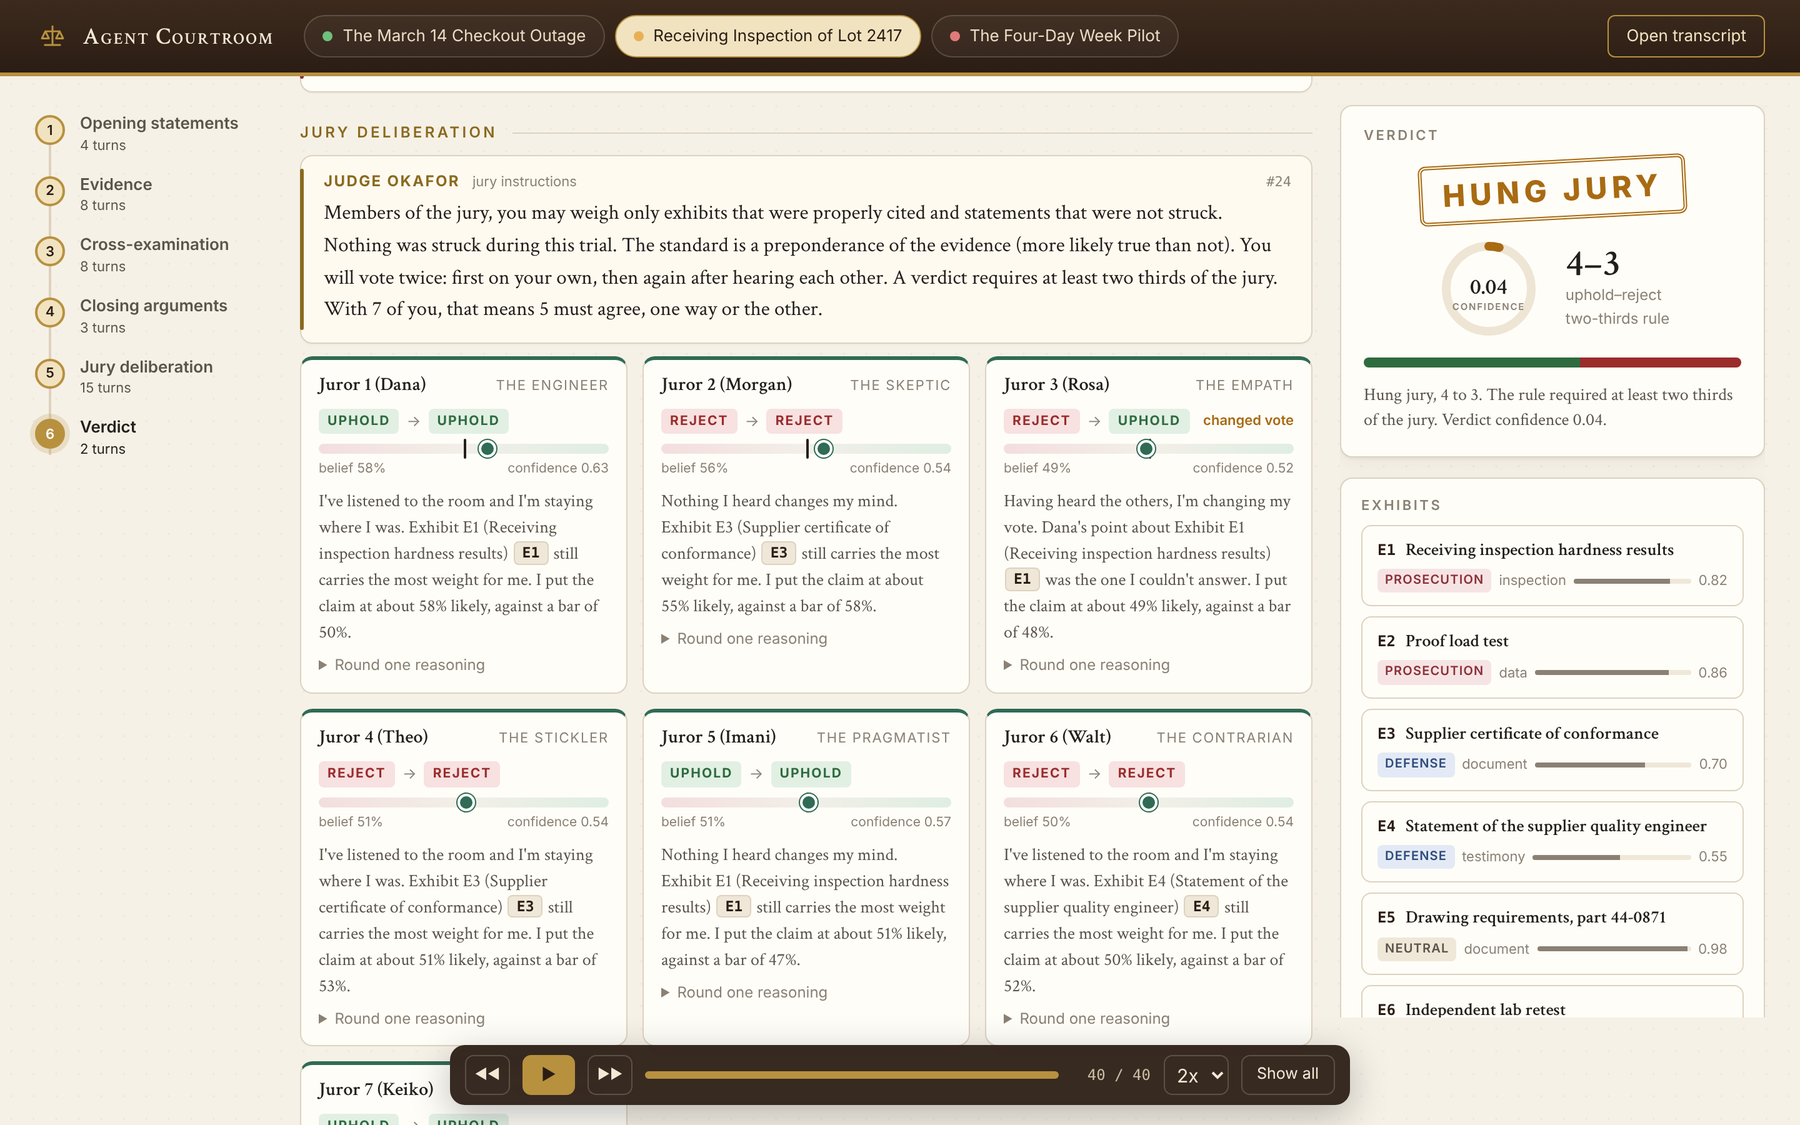 AGENT COURTROOM
The March 14 Checkout Outage
Receiving Inspection of Lot 2417
The Four-Day Week Pilot
Open transcript
1
Opening statements
4 turns
2
Evidence
8 turns
3
Cross-examination
8 turns
4
Closing arguments
3 turns
5
Jury deliberation
15 turns
6
Verdict
2 turns
JURY DELIBERATION
JUDGE OKAFOR jury instructions #24
Members of the jury, you may weigh only exhibits that were properly cited and statements that were not struck.
Nothing was struck during this trial. The standard is a preponderance of the evidence (more likely true than not). You
will vote twice: first on your own, then again after hearing each other. A verdict requires at least two thirds of the jury.
With 7 of you, that means 5 must agree, one way or the other.
Juror 1 (Dana) THE ENGINEER
UPHOLD → UPHOLD
belief 58% confidence 0.63
I've listened to the room and I'm staying
where I was. Exhibit E1 (Receiving
inspection hardness results) E1 still
carries the most weight for me. I put the
claim at about 58% likely, against a bar of
50%.
▶ Round one reasoning
Juror 2 (Morgan) THE SKEPTIC
REJECT → REJECT
belief 56% confidence 0.54
Nothing I heard changes my mind.
Exhibit E3 (Supplier certificate of
conformance) E3 still carries the most
weight for me. I put the claim at about
55% likely, against a bar of 58%.
▶ Round one reasoning
Juror 3 (Rosa) THE EMPATH
REJECT → UPHOLD changed vote
belief 49% confidence 0.52
Having heard the others, I'm changing my
vote. Dana's point about Exhibit E1
(Receiving inspection hardness results)
E1 was the one I couldn't answer. I put
the claim at about 49% likely, against a bar
of 48%.
▶ Round one reasoning
Juror 4 (Theo) THE STICKLER
REJECT → REJECT
belief 51% confidence 0.54
I've listened to the room and I'm staying
where I was. Exhibit E3 (Supplier
certificate of conformance) E3 still
carries the most weight for me. I put the
claim at about 51% likely, against a bar of
53%.
▶ Round one reasoning
Juror 5 (Imani) THE PRAGMATIST
UPHOLD → UPHOLD
belief 51% confidence 0.57
Nothing I heard changes my mind.
Exhibit E1 (Receiving inspection hardness
results) E1 still carries the most weight
for me. I put the claim at about 51% likely,
against a bar of 47%.
▶ Round one reasoning
Juror 6 (Walt) THE CONTRARIAN
REJECT → REJECT
belief 50% confidence 0.54
I've listened to the room and I'm staying
where I was. Exhibit E4 (Statement of the
supplier quality engineer) E4 still
carries the most weight for me. I put the
claim at about 50% likely, against a bar of
52%.
▶ Round one reasoning
Juror 7 (Keiko)
UPHOLD → UPHOLD
VERDICT
HUNG JURY
0.04
CONFIDENCE
4–3
uphold–reject
two-thirds rule
Hung jury, 4 to 3. The rule required at least two thirds
of the jury. Verdict confidence 0.04.
EXHIBITS
E1 Receiving inspection hardness results
PROSECUTION inspection 0.82
E2 Proof load test
PROSECUTION data 0.86
E3 Supplier certificate of conformance
DEFENSE document 0.70
E4 Statement of the supplier quality engineer
DEFENSE testimony 0.55
E5 Drawing requirements, part 44-0871
NEUTRAL document 0.98
E6 Independent lab retest
40 / 40
2x
Show all